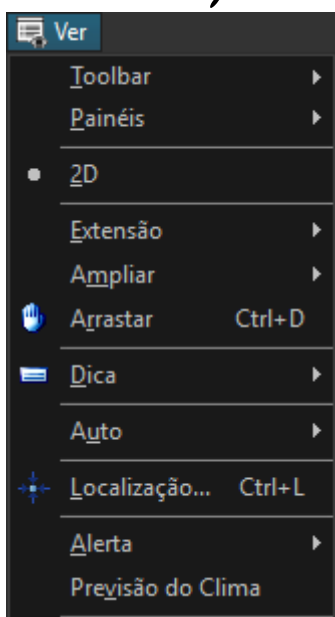 Ver
Toolbar
Painéis
2D
Extensão
Ampliar
Arrastar Ctrl+D
Dica
Auto
Localização... Ctrl+L
Alerta
Previsão do Clima